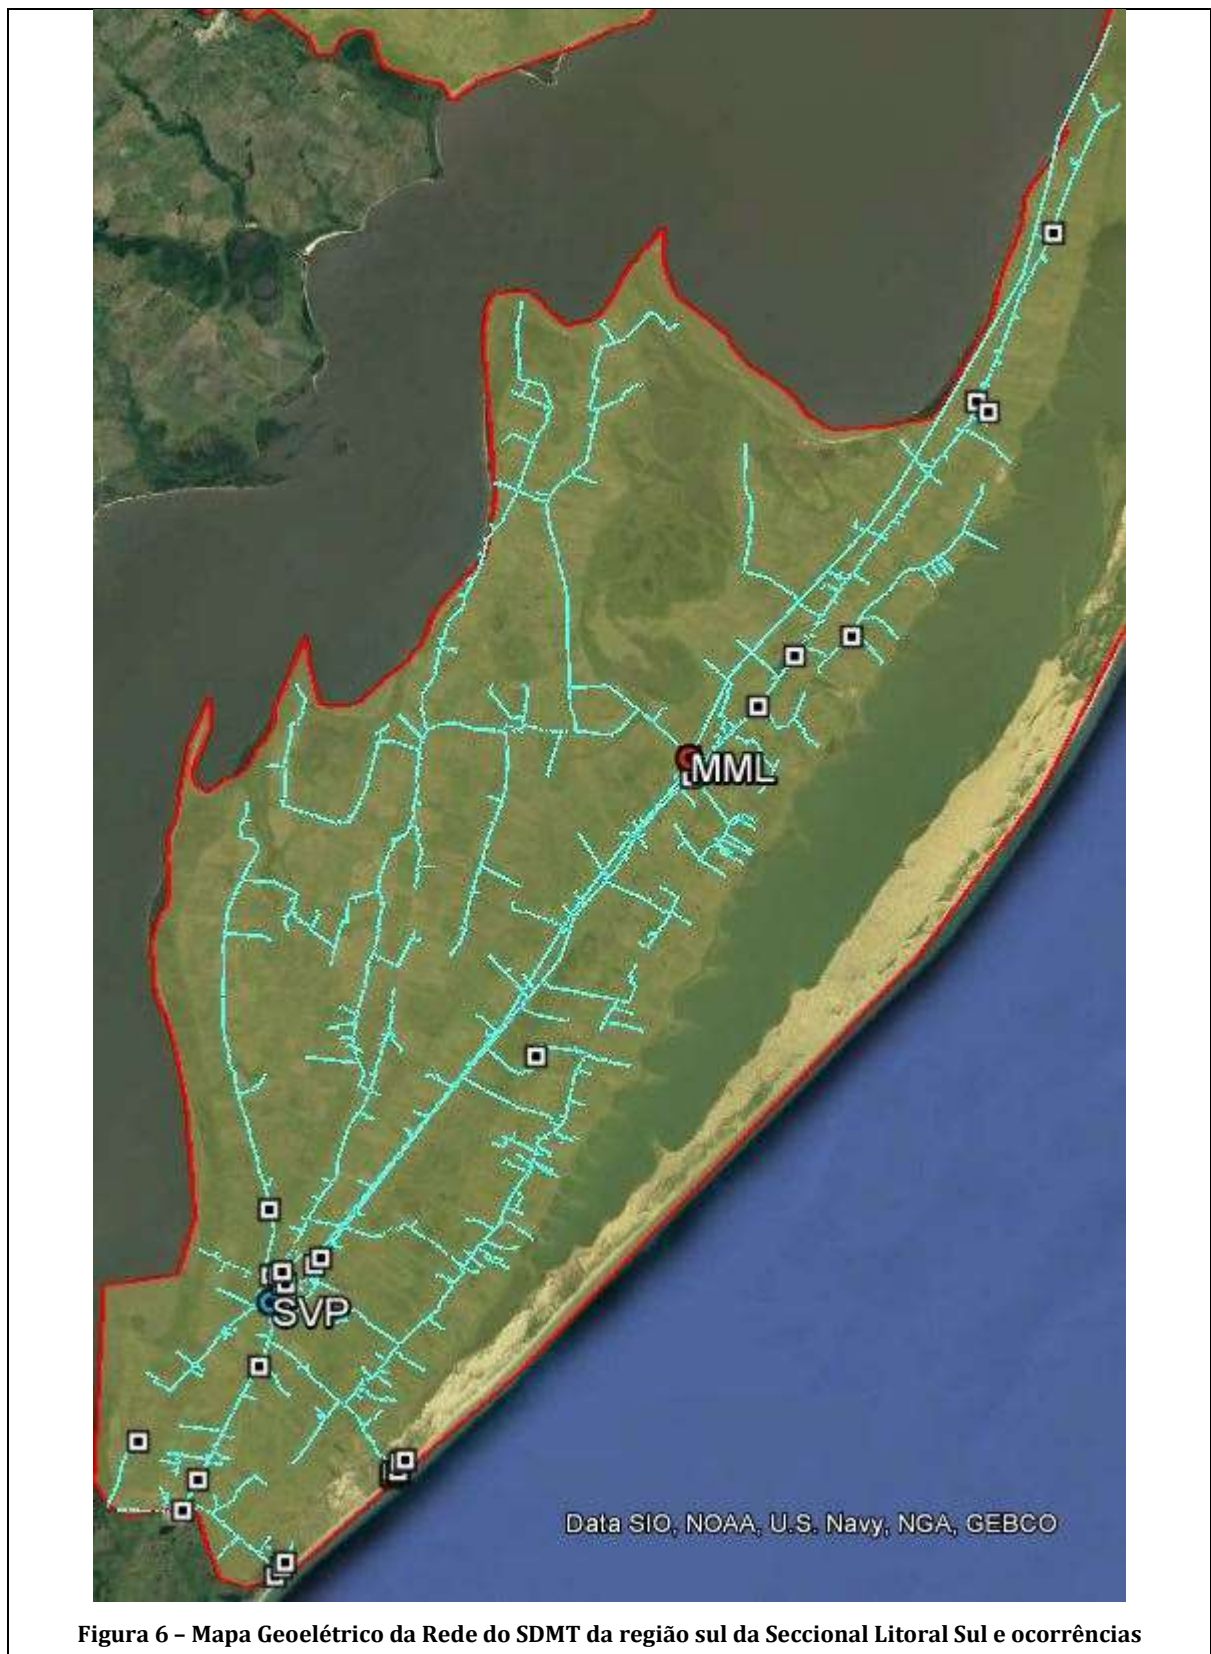 MML
SVP
Data SIO, NOAA, U.S. Navy, NGA, GEBCO
Figura 6 – Mapa Geoelétrico da Rede do SDMT da região sul da Seccional Litoral Sul e ocorrências